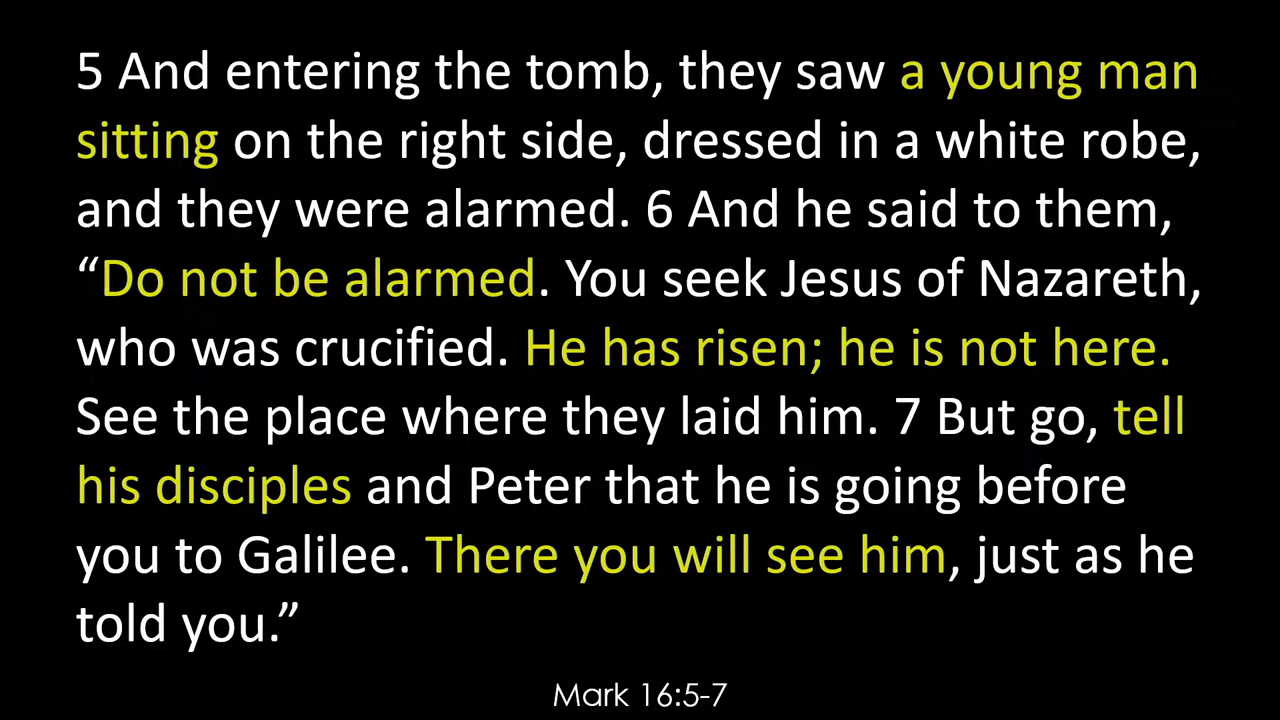 5 And entering the tomb, they saw a young man
sitting on the right side, dressed in a white robe,
and they were alarmed. 6 And he said to them,
“Do not be alarmed. You seek Jesus of Nazareth,
who was crucified. He has risen; he is not here.
See the place where they laid him. 7 But go, tell
his disciples and Peter that he is going before
you to Galilee. There you will see him, just as he
told you.”
Mark 16:5-7